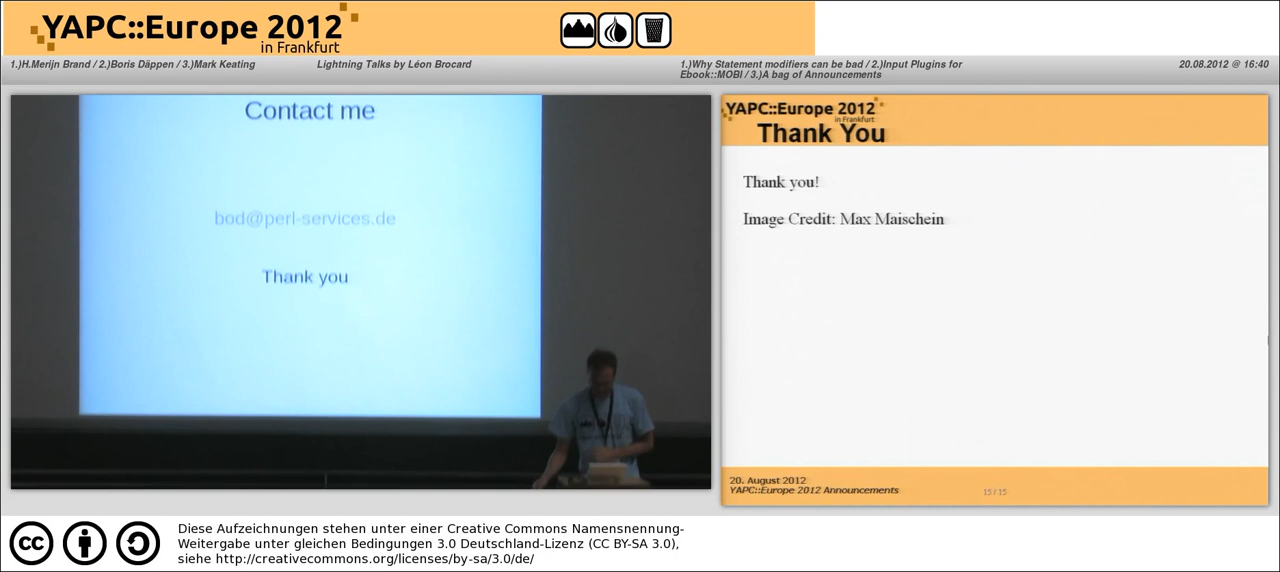 YAPC::Europe 2012
in Frankfurt
1.)H.Merijn Brand / 2.)Boris Däppen / 3.)Mark Keating
Lightning Talks by Léon Brocard
1.)Why Statement modifiers can be bad / 2.)Input Plugins for
Ebook::MOBI / 3.)A bag of Announcements
20.08.2012 @ 16:40
Contact me
bod@perl-services.de
Thank you
YAPC::Europe 2012
in Frankfurt
Thank You
Thank you!
Image Credit: Max Maischein
20. August 2012
YAPC::Europe 2012 Announcements
15 / 15
cc
Diese Aufzeichnungen stehen unter einer Creative Commons Namensnennung-
Weitergabe unter gleichen Bedingungen 3.0 Deutschland-Lizenz (CC BY-SA 3.0),
siehe http://creativecommons.org/licenses/by-sa/3.0/de/